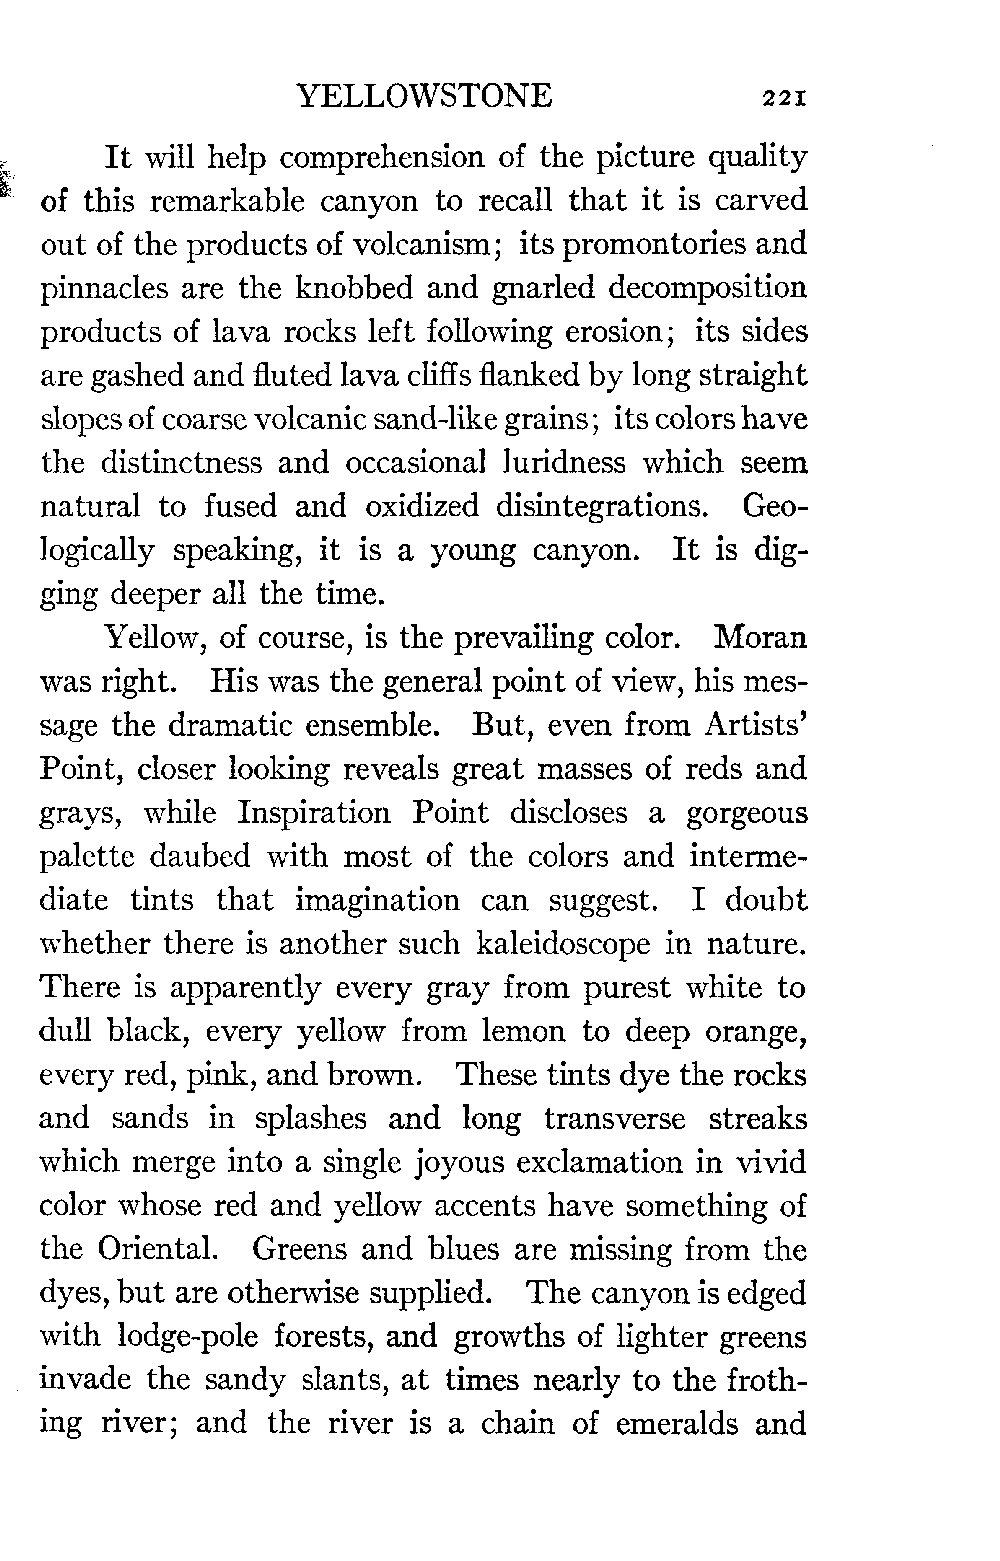 YELLOWSTONE 221
It will help comprehension of the picture quality
of this remarkable canyon to recall that it is carved
out of the products of volcanism; its promontories and
pinnacles are the knobbed and gnarled decomposition
products of lava rocks left following erosion; its sides
are gashed and fluted lava cliffs flanked by long straight
slopes of coarse volcanic sand-like grains; its colors have
the distinctness and occasional luridness which seem
natural to fused and oxidized disintegrations. Geo-
logically speaking, it is a young canyon. It is dig-
ging deeper all the time.
Yellow, of course, is the prevailing color. Moran
was right. His was the general point of view, his mes-
sage the dramatic ensemble. But, even from Artists'
Point, closer looking reveals great masses of reds and
grays, while Inspiration Point discloses a gorgeous
palette daubed with most of the colors and interme-
diate tints that imagination can suggest. I doubt
whether there is another such kaleidoscope in nature.
There is apparently every gray from purest white to
dull black, every yellow from lemon to deep orange,
every red, pink, and brown. These tints dye the rocks
and sands in splashes and long transverse streaks
which merge into a single joyous exclamation in vivid
color whose red and yellow accents have something of
the Oriental. Greens and blues are missing from the
dyes, but are otherwise supplied. The canyon is edged
with lodge-pole forests, and growths of lighter greens
invade the sandy slants, at times nearly to the froth-
ing river; and the river is a chain of emeralds and